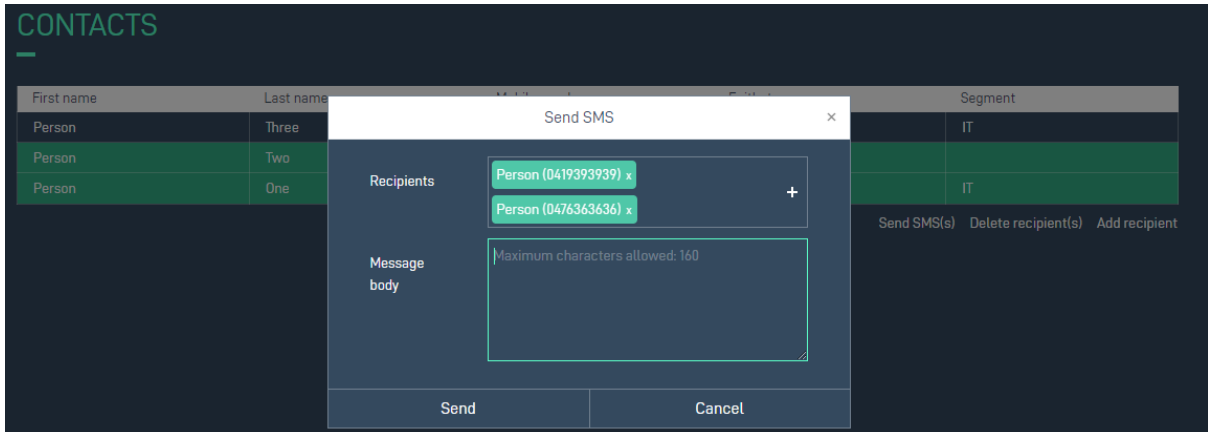 CONTACTS
First name Last name Segment
Person Three IT
Person Two
Person One IT
Send SMS(s) Delete recipient(s) Add recipient
Send SMS ×
Recipients
Person (0419393939) x
Person (0476363636) x
+
Message
body
Maximum characters allowed: 160
Send Cancel